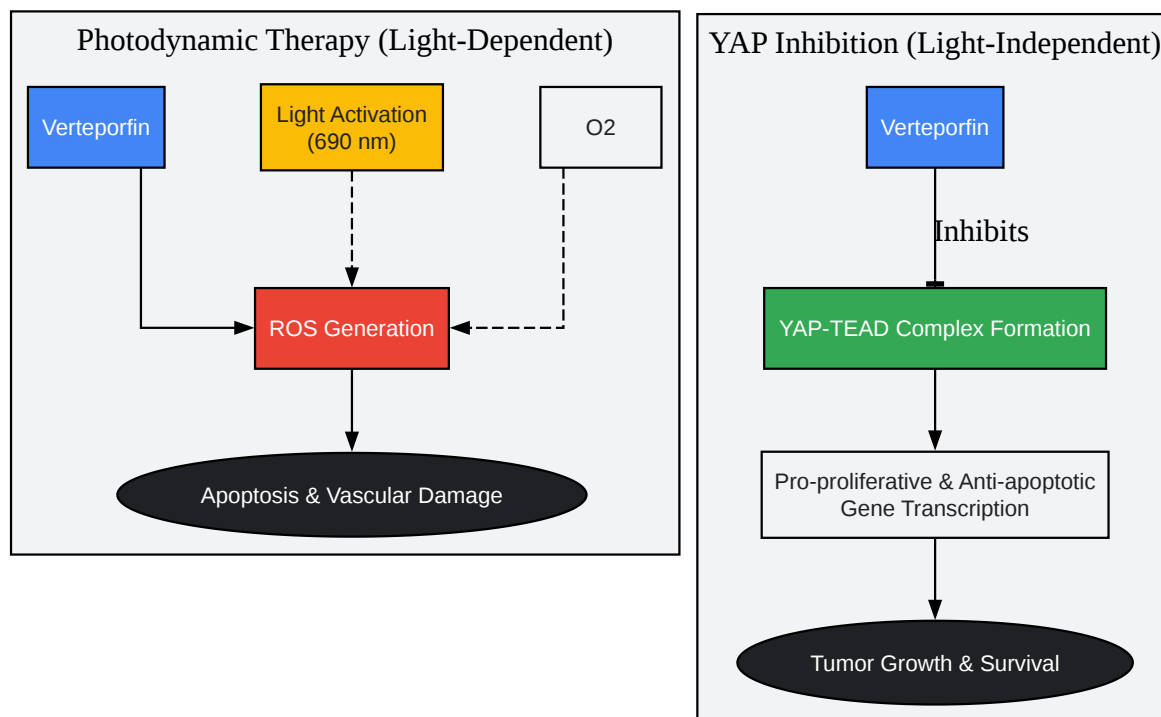 Photodynamic Therapy (Light-Dependent)
Verteporfin
Light Activation
(690 nm)
O2
ROS Generation
Apoptosis & Vascular Damage
YAP Inhibition (Light-Independent)
Verteporfin
Inhibits
YAP-TEAD Complex Formation
Pro-proliferative & Anti-apoptotic
Gene Transcription
Tumor Growth & Survival